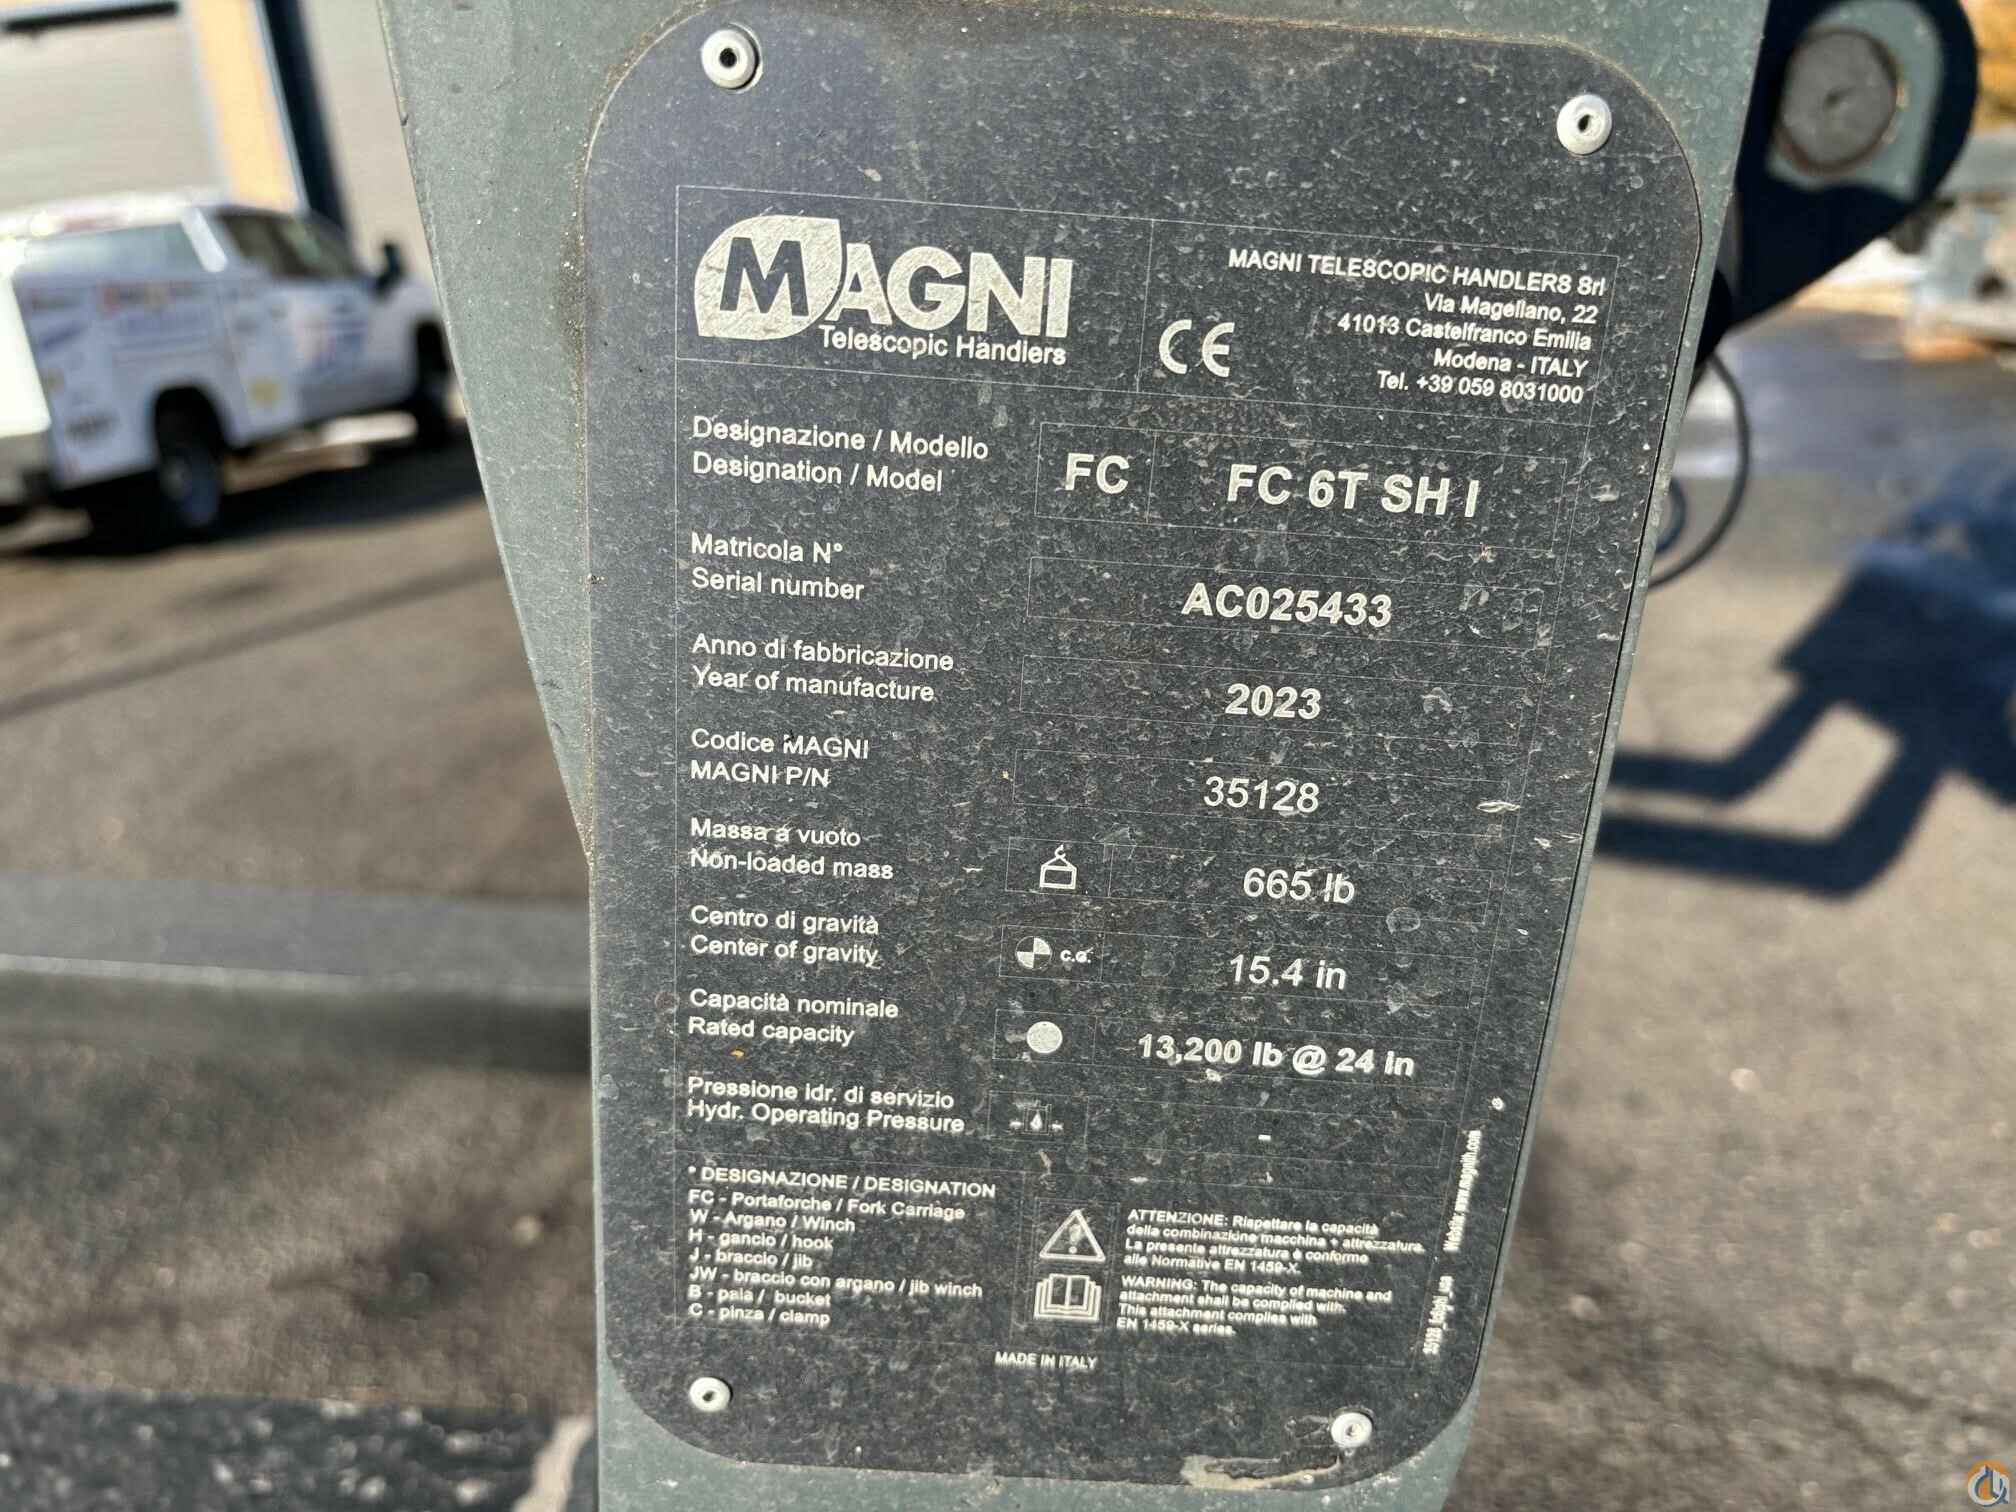 MAGNI
Telescopic Handlers
CE
MAGNI TELESCOPIC HANDLERS Srl
Via Magellano, 22
41013 Castelfranco Emilia
Modena - ITALY
Tel. +39 059 8031000
Designazione / Modello
Designation / Model
FC
FC 6T SH I
Matricola N°
Serial number
AC025433
Anno di fabbricazione
Year of manufacture
2023
Codice MAGNI
MAGNI P/N
35128
Massa a vuoto
Non-loaded mass
665 lb
Centro di gravità
Center of gravity
C.G.
15.4 in
Capacità nominale
Rated capacity
13,200 lb @ 24 in
Pressione idr. di servizio
Hydr. Operating Pressure
-
* DESIGNAZIONE / DESIGNATION
FC - Portaforche / Fork Carriage
W - Argano / Winch
H - gancio / hook
J - braccio / jib
JW - braccio con argano / jib winch
B - pala / bucket
C - pinza / clamp
ATTENZIONE: Rispettare la capacità
della combinazione macchina + attrezzatura.
La presente attrezzatura è conforme
alle Normative EN 1459-X.
WARNING: The capacity of machine and
attachment shall be complied with.
This attachment complies with
EN 1459-X series.
Website: www.magnith.com
MADE IN ITALY